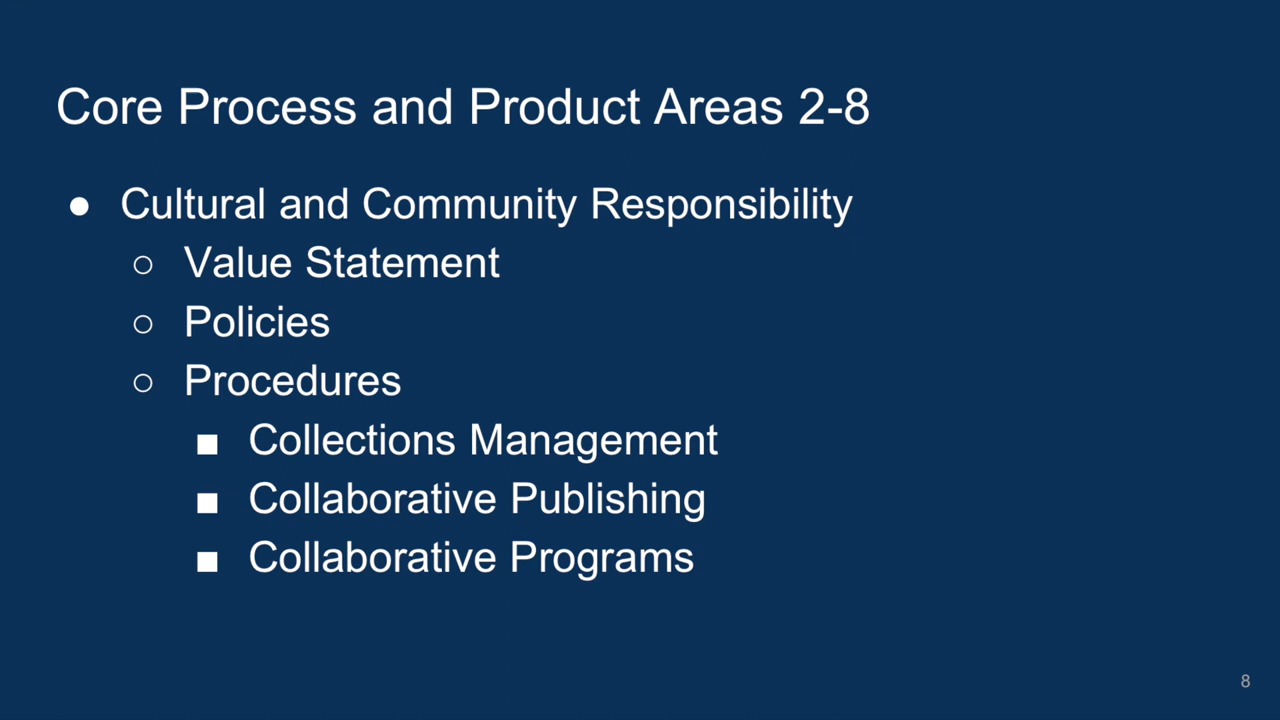 Core Process and Product Areas 2-8
● Cultural and Community Responsibility
○ Value Statement
○ Policies
○ Procedures
■ Collections Management
■ Collaborative Publishing
■ Collaborative Programs
8